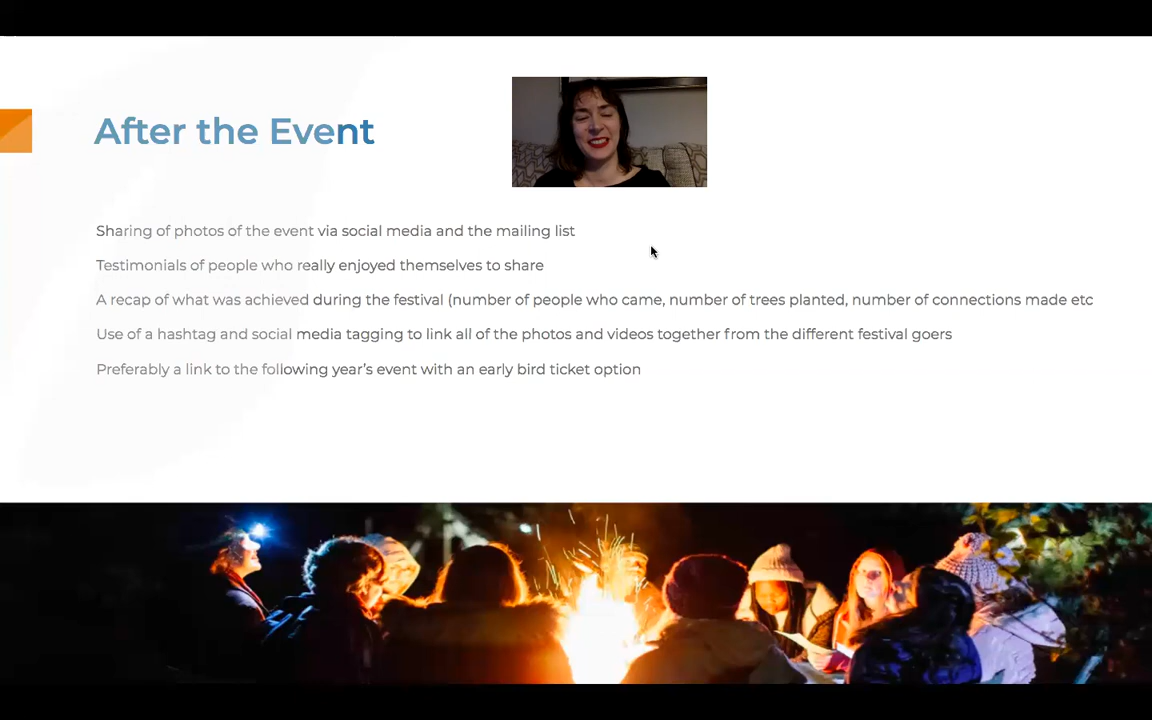 After the Event
Sharing of photos of the event via social media and the mailing list
Testimonials of people who really enjoyed themselves to share
A recap of what was achieved during the festival (number of people who came, number of trees planted, number of connections made etc
Use of a hashtag and social media tagging to link all of the photos and videos together from the different festival goers
Preferably a link to the following year’s event with an early bird ticket option